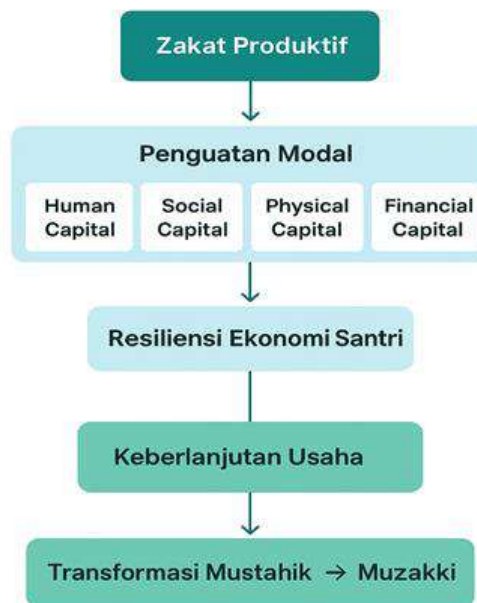 Zakat Produktif
Penguatan Modal
Human
Capital
Social
Capital
Physical
Capital
Financial
Capital
Resiliensi Ekonomi Santri
Keberlanjutan Usaha
Transformasi Mustahik → Muzakki